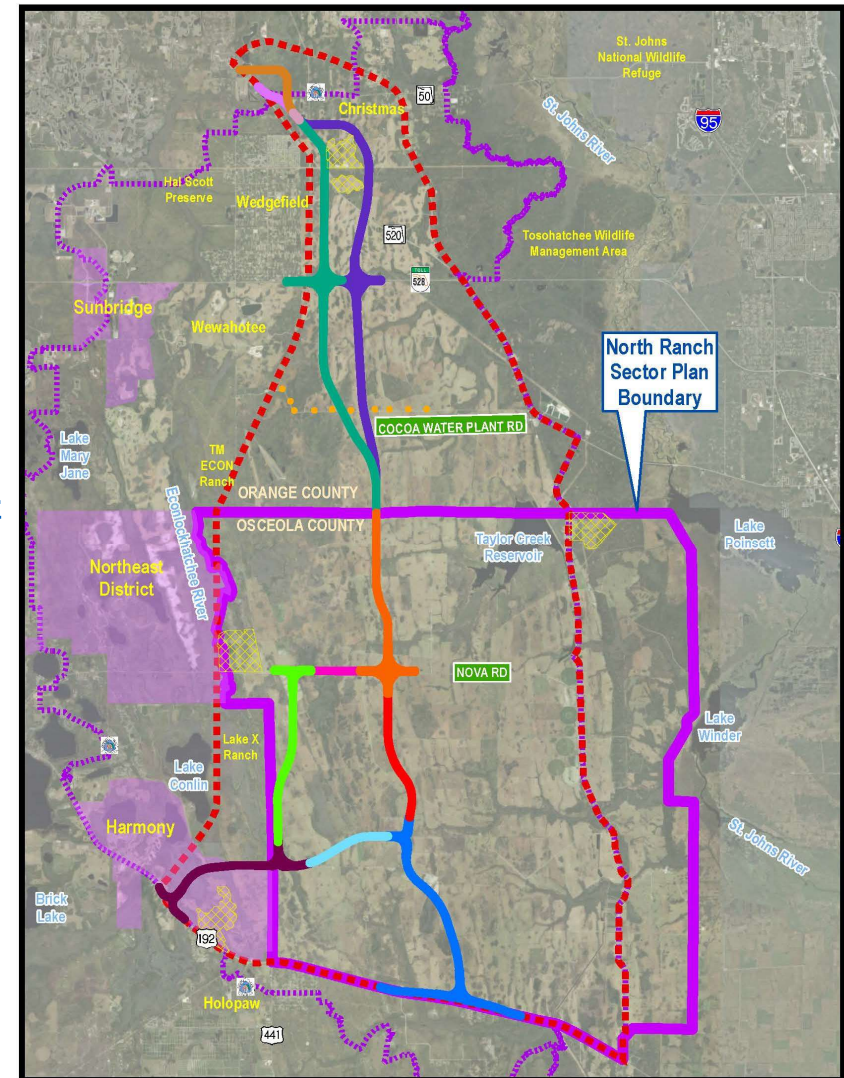 St. Johns
National Wildlife
Refuge
50
Christmas
95
St. Johns River
Hal Scott
Preserve
Wedgefield
520
Tosohatchee Wildlife
Management Area
TOLL
528
Sunbridge
Wewahotee
North Ranch
Sector Plan
Boundary
COCOA WATER PLANT RD
Lake
Mary
Jane
TM
ECON
Ranch
ORANGE COUNTY
OSCEOLA COUNTY
Econlockhatchee River
Taylor Creek
Reservoir
Lake
Poinsett
Northeast
District
NOVA RD
Lake
Winder
Lake X
Ranch
Lake
Conlin
Harmony
St. Johns River
Brick
Lake
192
Holopaw
441